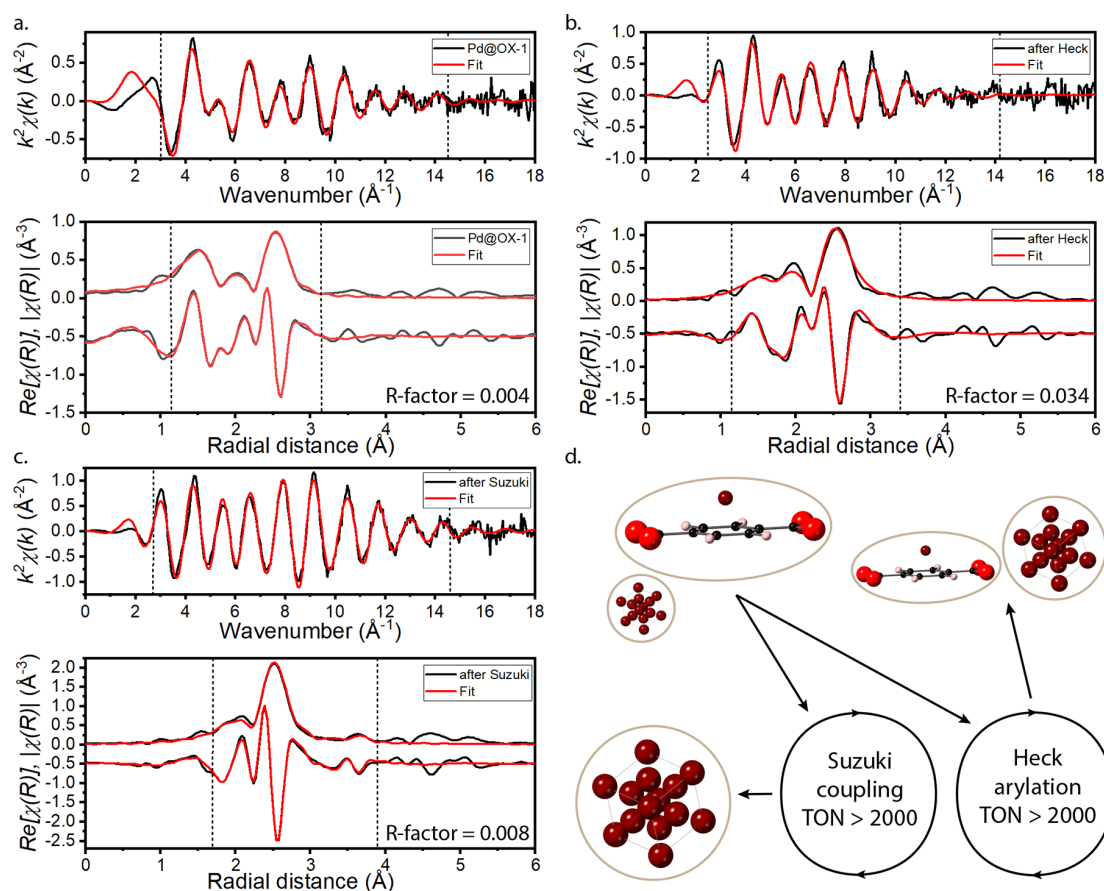 a.
k²χ(k) (Å⁻²)
0.5
0.0
-0.5
Pd@OX-1
Fit
0 2 4 6 8 10 12 14 16 18
Wavenumber (Å⁻¹)
Re[χ(R)], |χ(R)| (Å⁻³)
1.0
0.5
0.0
-0.5
-1.0
-1.5
Pd@OX-1
Fit
R-factor = 0.004
0 1 2 3 4 5 6
Radial distance (Å)
b.
k²χ(k) (Å⁻²)
0.5
0.0
-0.5
-1.0
after Heck
Fit
0 2 4 6 8 10 12 14 16 18
Wavenumber (Å⁻¹)
Re[χ(R)], |χ(R)| (Å⁻³)
1.0
0.5
0.0
-0.5
-1.0
-1.5
after Heck
Fit
R-factor = 0.034
0 1 2 3 4 5 6
Radial distance (Å)
c.
k²χ(k) (Å⁻²)
1.0
0.5
0.0
-0.5
-1.0
after Suzuki
Fit
0 2 4 6 8 10 12 14 16 18
Wavenumber (Å⁻¹)
Re[χ(R)], |χ(R)| (Å⁻³)
2.0
1.5
1.0
0.5
0.0
-0.5
-1.0
-1.5
-2.0
-2.5
after Suzuki
Fit
R-factor = 0.008
0 1 2 3 4 5 6
Radial distance (Å)
d.
Suzuki
coupling
TON > 2000
Heck
arylation
TON > 2000